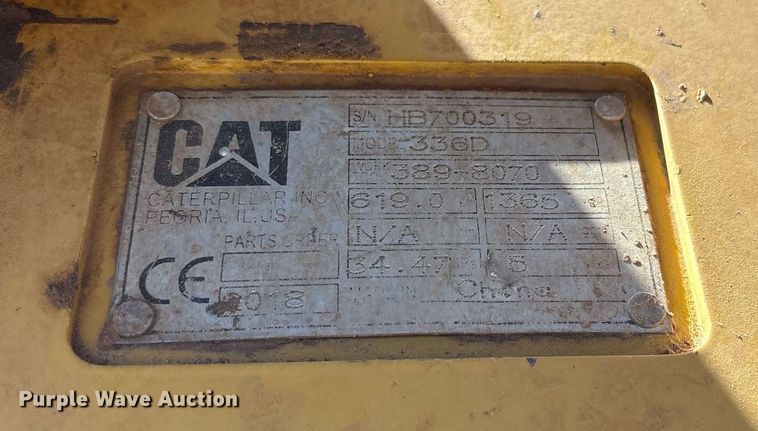 CAT
CATERPILLAR INC
PEORIA, IL, US
S/N HB700319
336D
389-8070
619.0 1365
PARTS ORDER N/A N/A
34.47 5
CE 2018
China
Purple Wave Auction